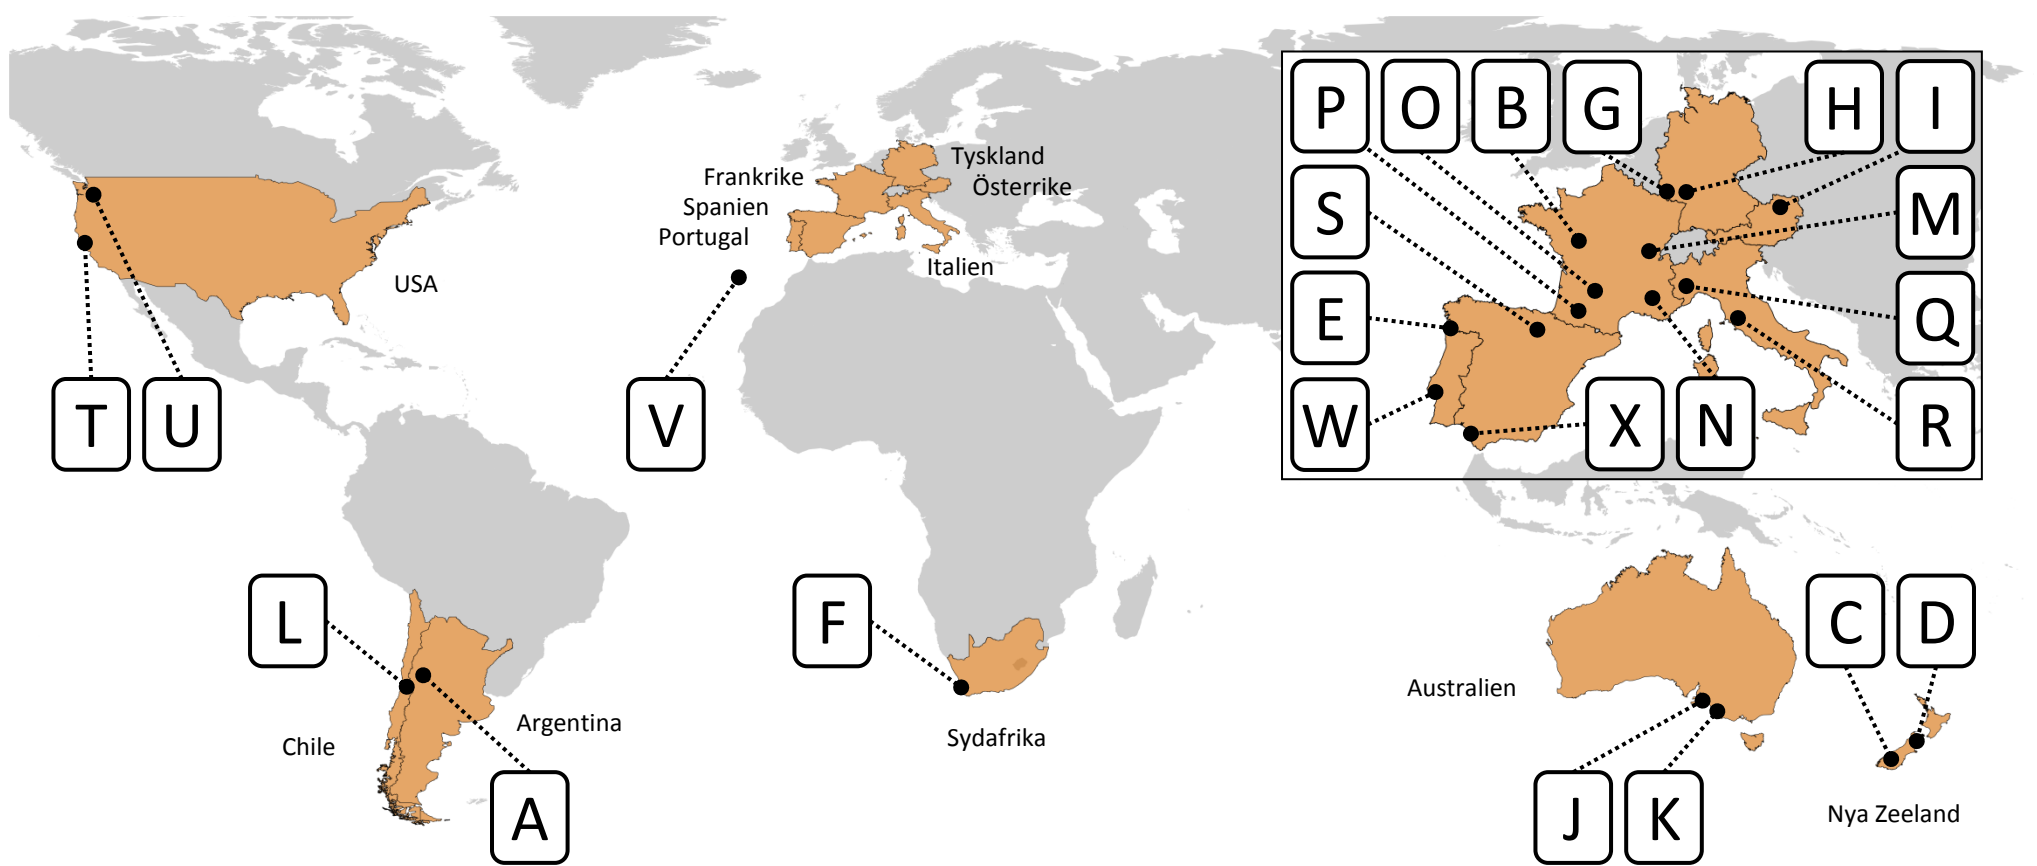 P O B G H I
Tyskland
Frankrike
Österrike
S M
Spanien
Portugal
Italien
USA
E Q
T U V W X N R
L F C D
Australien
Argentina
Sydafrika
Chile
A J K
Nya Zeeland